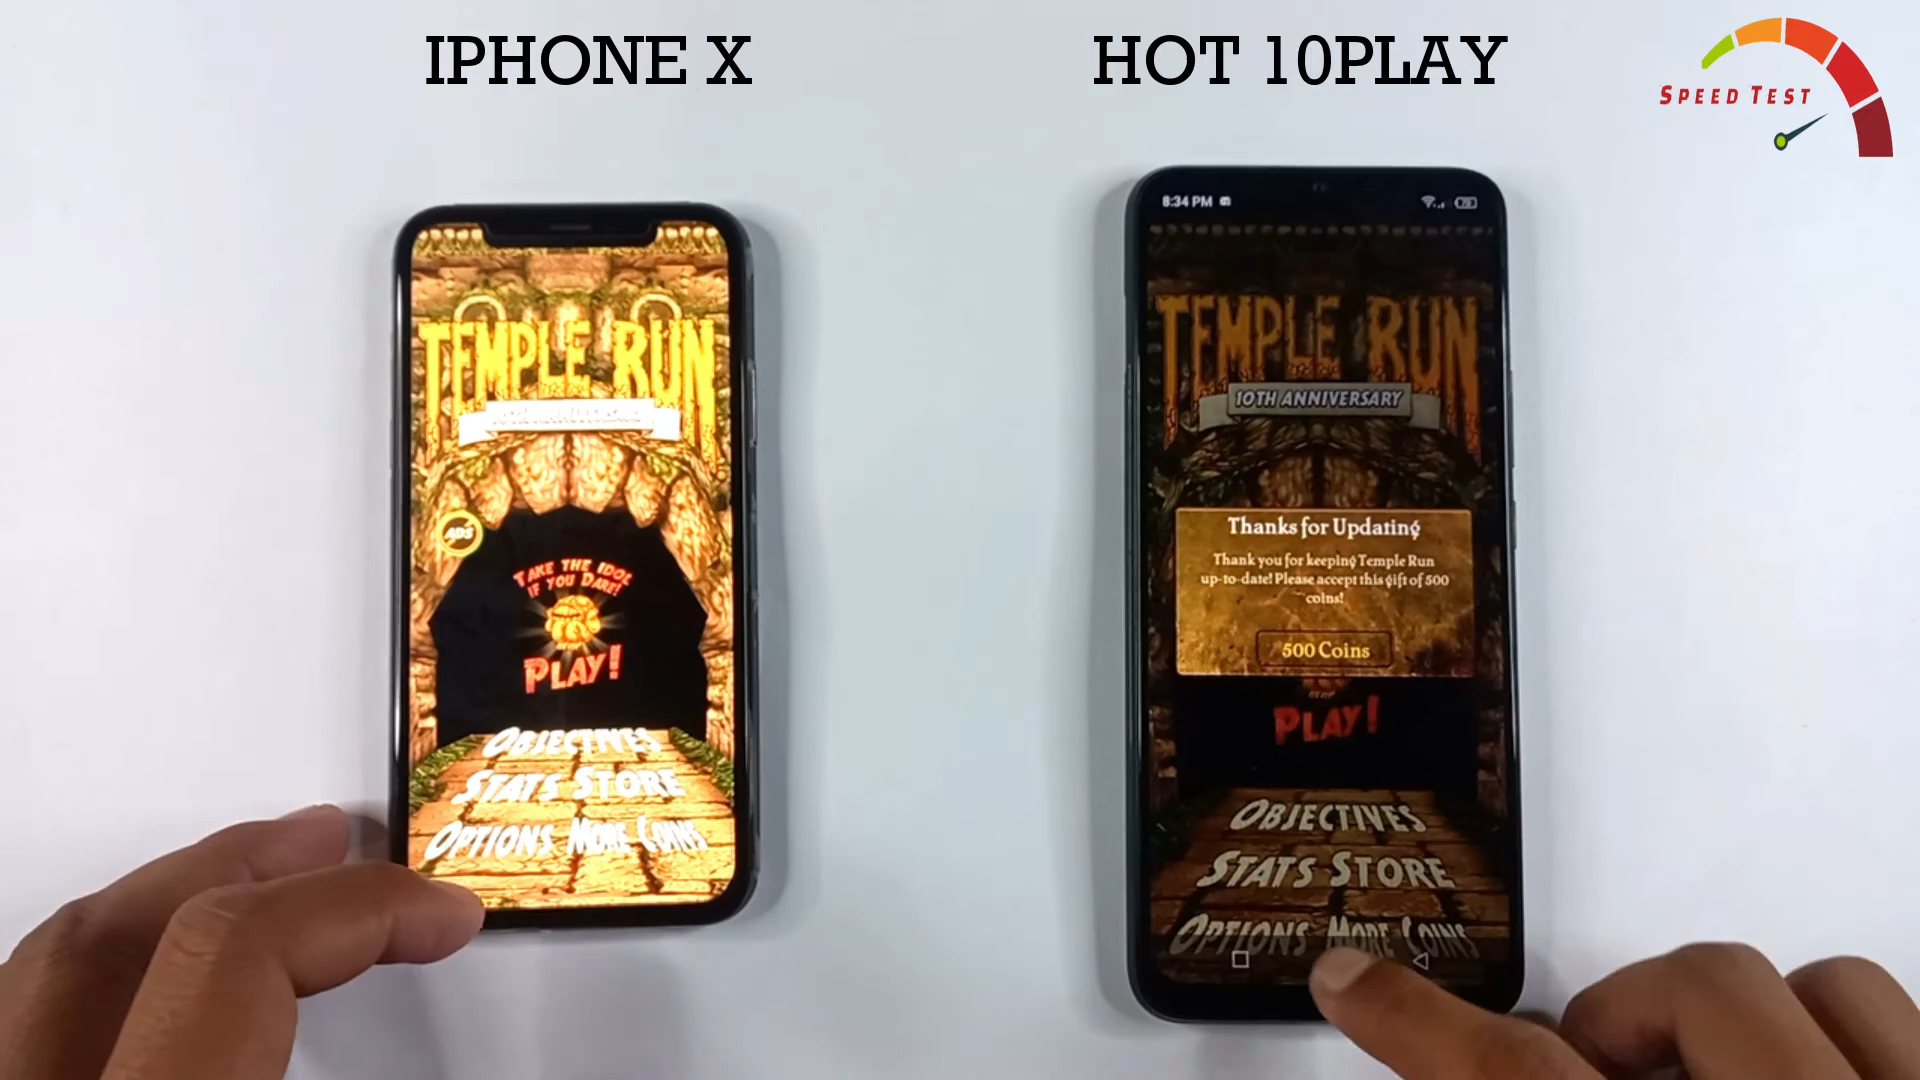 IPHONE X
HOT 10PLAY
SPEED TEST
TEMPLE RUN
ADS
TAKE THE IDOL
IF YOU DARE!
PLAY!
OBJECTIVES
STATS STORE
OPTIONS MORE COINS
8:34 PM
TEMPLE RUN
10TH ANNIVERSARY
Thanks for Updating
Thank you for keeping Temple Run
up-to-date! Please accept this gift of 500
coins!
500 Coins
PLAY!
OBJECTIVES
STATS STORE
OPTIONS MORE COINS